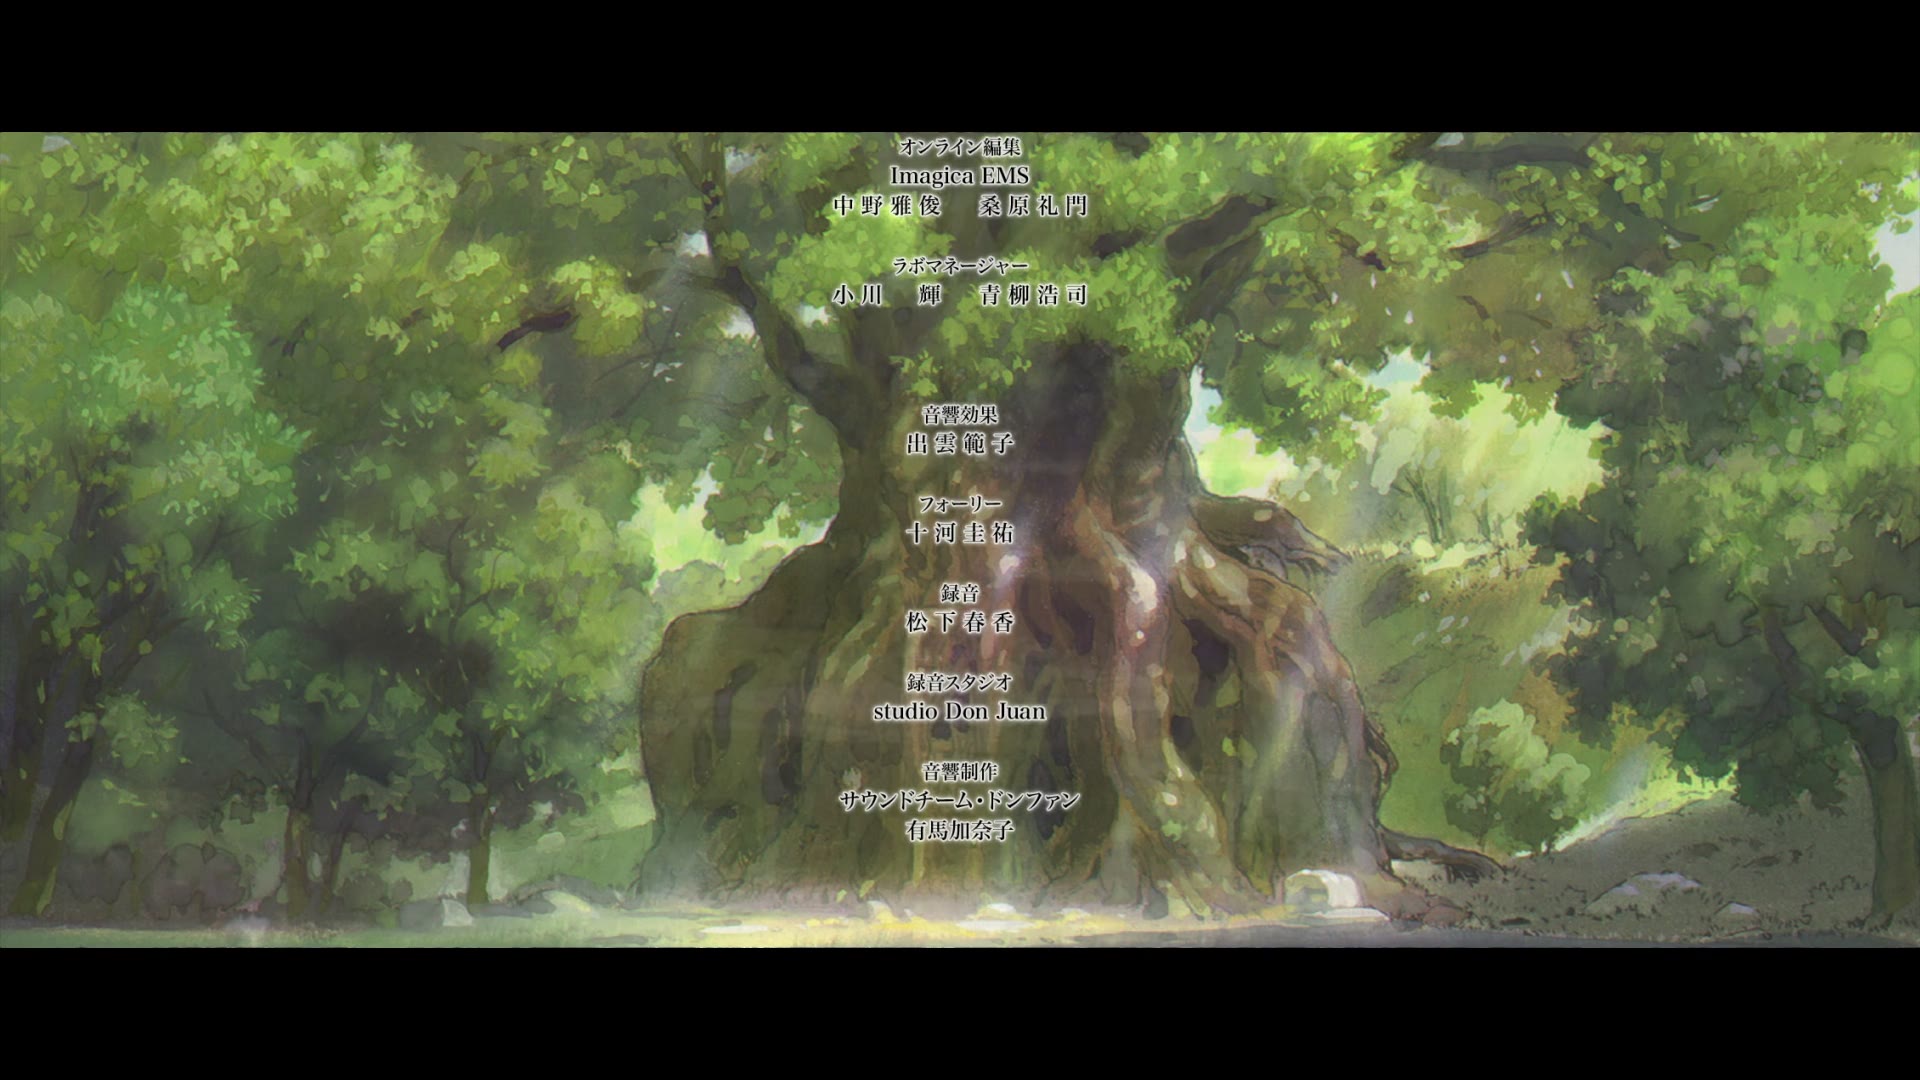 オンライン編集
Imagica EMS
中野雅俊　桑原礼門
ラボマネージャー
小川　輝　青柳浩司
音響効果
出雲範子
フォーリー
十河圭祐
録音
松下春香
録音スタジオ
studio Don Juan
音響制作
サウンドチーム・ドンファン
有馬加奈子